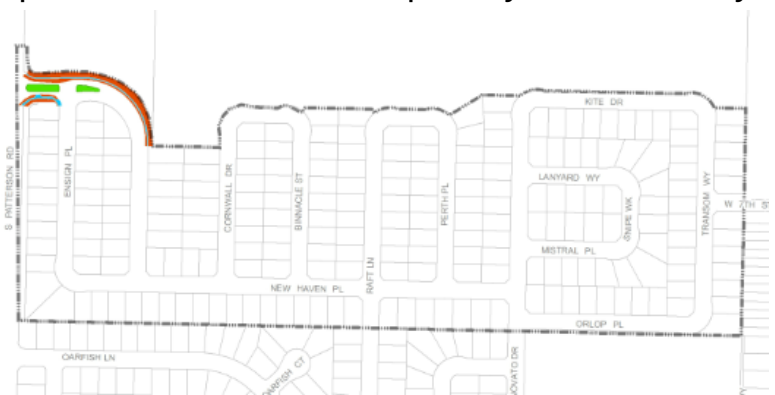 KITE DR
S PATTERSON RD
ENSIGN PL
CORNWALL DR
BINNACLE ST
PERTH PL
LANYARD WY
SNIPE WK
TRANSOM WY
W 7TH ST
MISTRAL PL
RAFT LN
NEW HAVEN PL
ORLOP PL
OARFISH LN
OARFISH CT
NOVATO DR